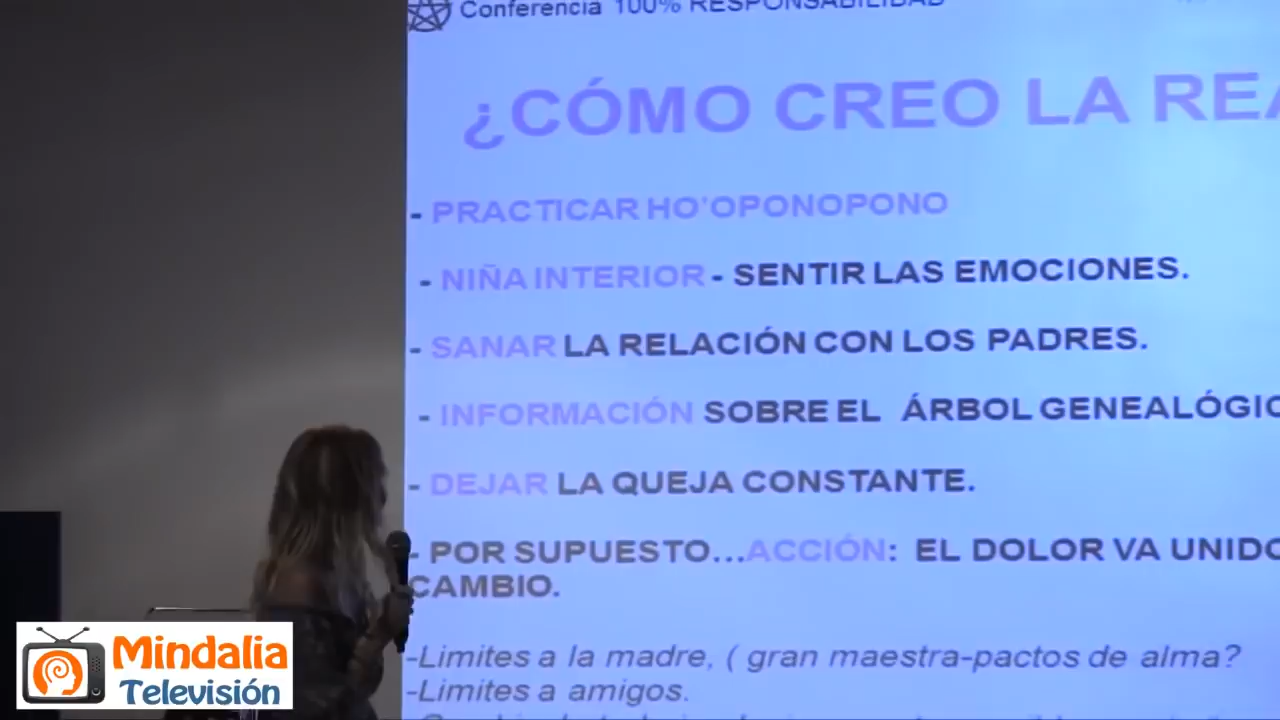 Conferencia 100% RESPONSABILIDAD
¿CÓMO CREO LA REA
- PRACTICAR HO'OPONOPONO
- NIÑA INTERIOR - SENTIR LAS EMOCIONES.
- SANAR LA RELACIÓN CON LOS PADRES.
- INFORMACIÓN SOBRE EL ÁRBOL GENEALÓGIC
- DEJAR LA QUEJA CONSTANTE.
- POR SUPUESTO...ACCIÓN: EL DOLOR VA UNIDO
CAMBIO.
-Limites a la madre, ( gran maestra-pactos de alma?
-Limites a amigos.
Mindalia
Televisión